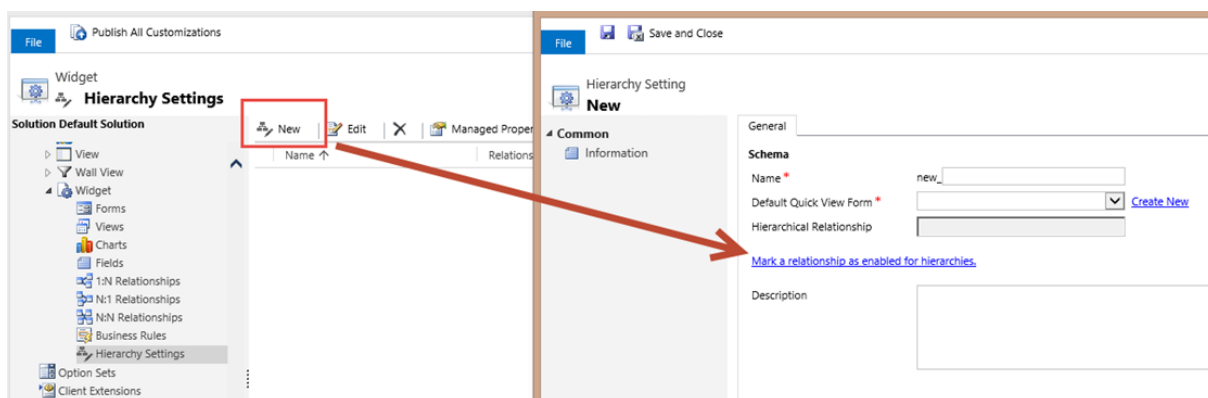 Publish All Customizations
File
Widget
Hierarchy Settings
Solution Default Solution
View
Wall View
Widget
Forms
Views
Charts
Fields
1:N Relationships
N:1 Relationships
N:N Relationships
Business Rules
Hierarchy Settings
Option Sets
Client Extensions
New
Edit
Managed Proper
Name
Relations
Save and Close
File
Hierarchy Setting
New
Common
Information
General
Schema
Name *
new_
Default Quick View Form *
Create New
Hierarchical Relationship
Mark a relationship as enabled for hierarchies.
Description